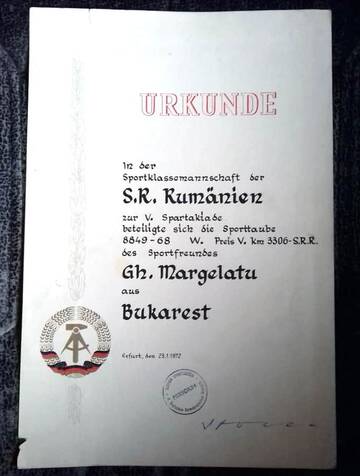 URKUNDE
In der
Sportklassemannschaft der
S.R. Rumänien
zur V. Spartakiade
beteiligte sich die Sporttaube
8849-68 W. Preis V. km 3306-S.R.R.
des Sportfreundes
Gh. Margelatu
aus
Bukarest
Erfurt, den 29.1.1972